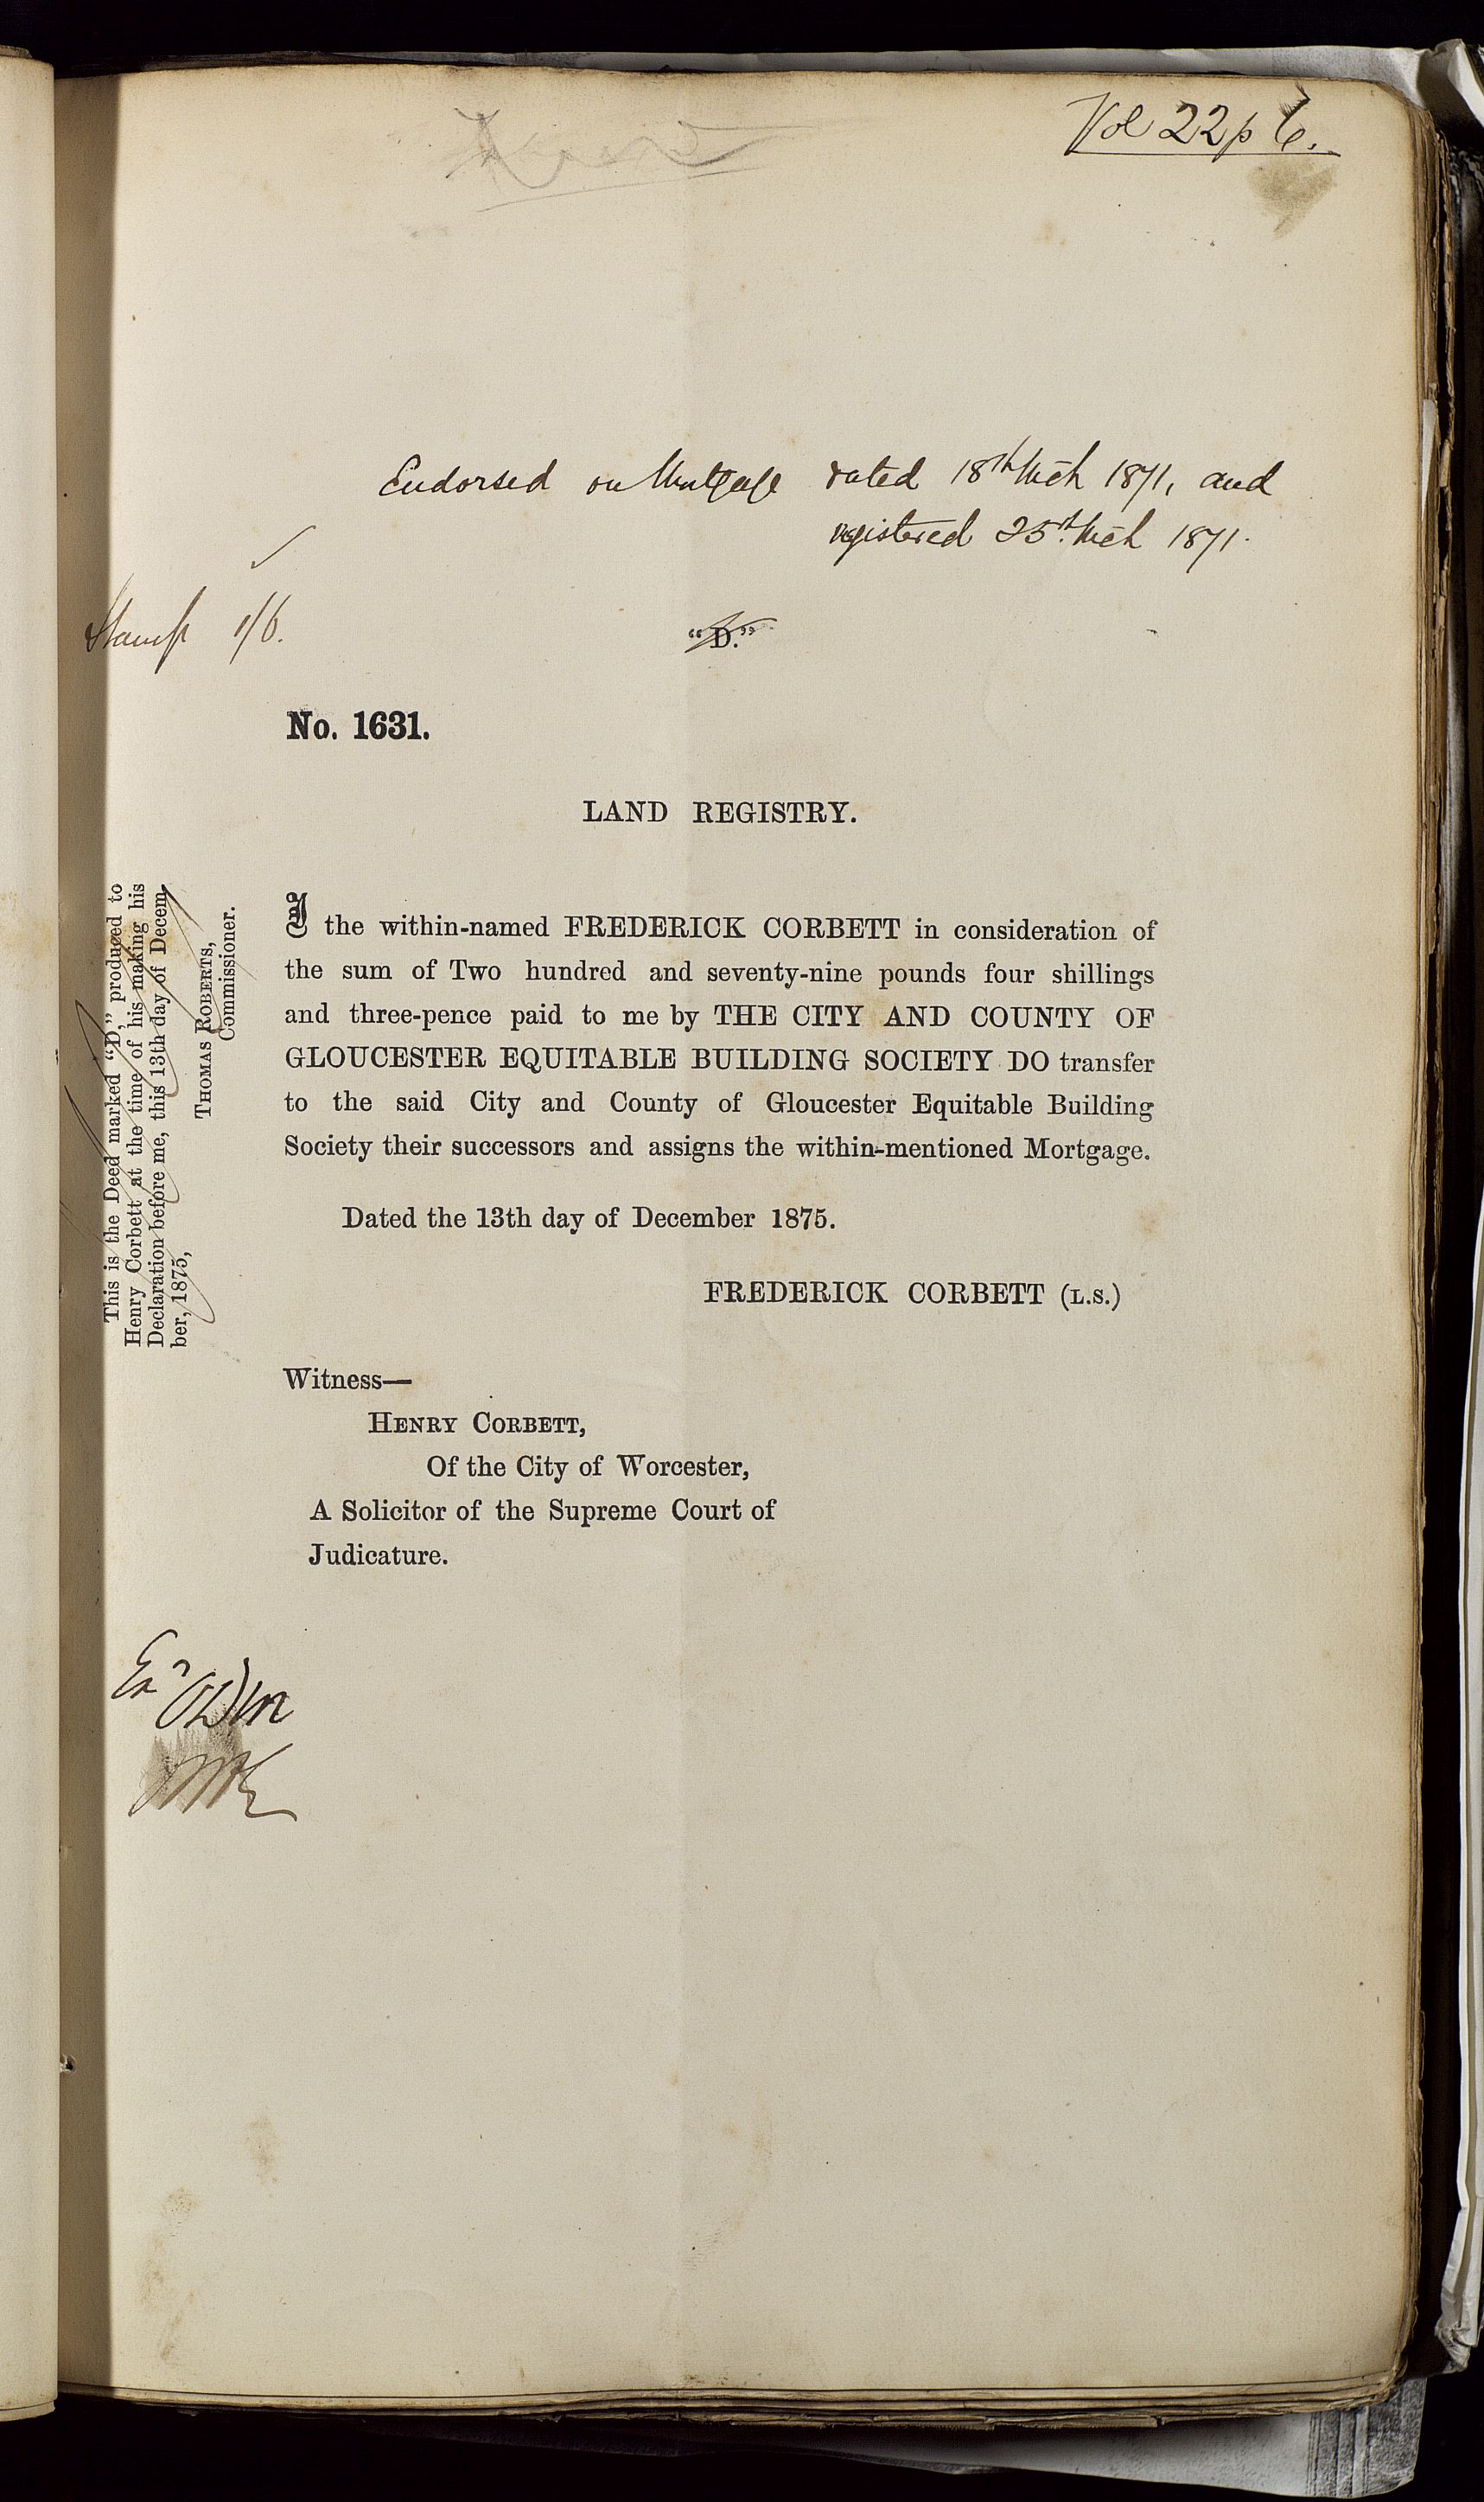 Vol 22 p 6.
Endorsed on Mortgage dated 18th Mch 1871, and
registered 25th Mch 1871.
Stamp 1/6.
"D."
No. 1631.
LAND REGISTRY.
I the within-named FREDERICK CORBETT in consideration of
the sum of Two hundred and seventy-nine pounds four shillings
and three-pence paid to me by THE CITY AND COUNTY OF
GLOUCESTER EQUITABLE BUILDING SOCIETY DO transfer
to the said City and County of Gloucester Equitable Building
Society their successors and assigns the within-mentioned Mortgage.
Dated the 13th day of December 1875.
FREDERICK CORBETT (L.S.)
Witness—
HENRY CORBETT,
Of the City of Worcester,
A Solicitor of the Supreme Court of
Judicature.
This is the Deed marked "D," produced to
Henry Corbett at the time of his making his
Declaration before me, this 13th day of Decem-
ber, 1875,
THOMAS ROBERTS,
Commissioner.
Exd